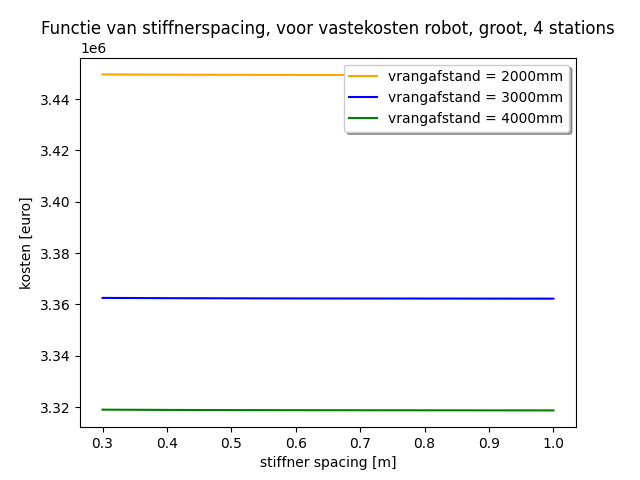 Functie van stiffnerspacing, voor vastekosten robot, groot, 4 stations
1e6
vrangafstand = 2000mm
vrangafstand = 3000mm
vrangafstand = 4000mm
3.44
3.42
3.40
3.38
3.36
3.34
3.32
kosten [euro]
0.3 0.4 0.5 0.6 0.7 0.8 0.9 1.0
stiffner spacing [m]